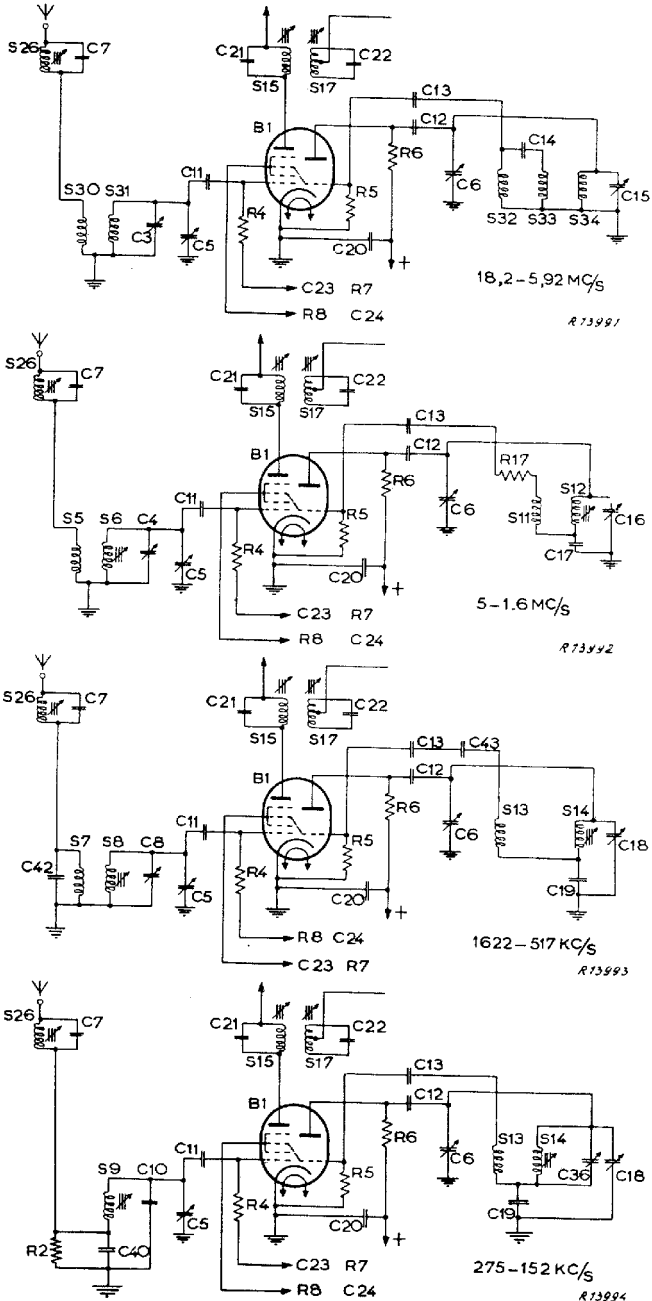 S26 C7 C21 S15 S17 C22
C13
C12
B1
R6
C14
C11
R5 C6 C15
S30 S31 R4 S32 S33 S34
C3 C5
C20
+
C23 R7
18,2-5,92 MC/S
R8 C24
R13991
S26 C7 C21 S15 S17 C22
C13
C12
B1
R17
R6
S12
C11
S5 S6 C4 R5 C6 S11 C16
R4
C17
C5
C20
+
5-1.6 MC/S
C23 R7
R8 C24
R13992
S26 C7 C21 S15 S17 C22
C13 C43
C12
B1
R6 S13 S14
C11
S7 S8 C8 R5 C6 C18
C42 R4
C5 C19
C20
+
R8 C24
1622-517 KC/S
C23 R7
R13993
S26 C7 C21 S15 S17 C22
C13
C12
B1
R6 S13 S14
C11
C6 C36 C18
S9 C10 R5
R4
C5 C19
C20
R2 C40
+
C23 R7
275-152 KC/S
R8 C24
R13994